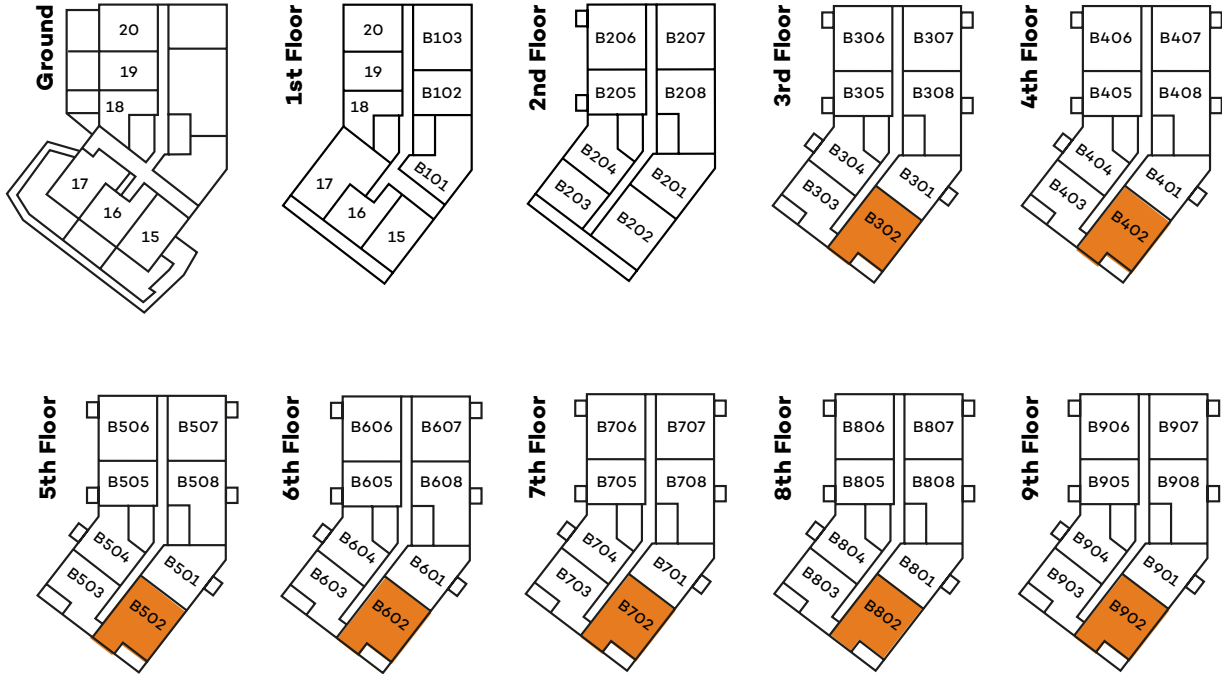 Ground
20
19
18
17
16
15
1st Floor
20
B103
19
B102
18
B101
17
16
15
2nd Floor
B206
B207
B205
B208
B204
B201
B203
B202
3rd Floor
B306
B307
B305
B308
B304
B301
B303
B302
4th Floor
B406
B407
B405
B408
B404
B401
B403
B402
5th Floor
B506
B507
B505
B508
B504
B501
B503
B502
6th Floor
B606
B607
B605
B608
B604
B601
B603
B602
7th Floor
B706
B707
B705
B708
B704
B701
B703
B702
8th Floor
B806
B807
B805
B808
B804
B801
B803
B802
9th Floor
B906
B907
B905
B908
B904
B901
B903
B902